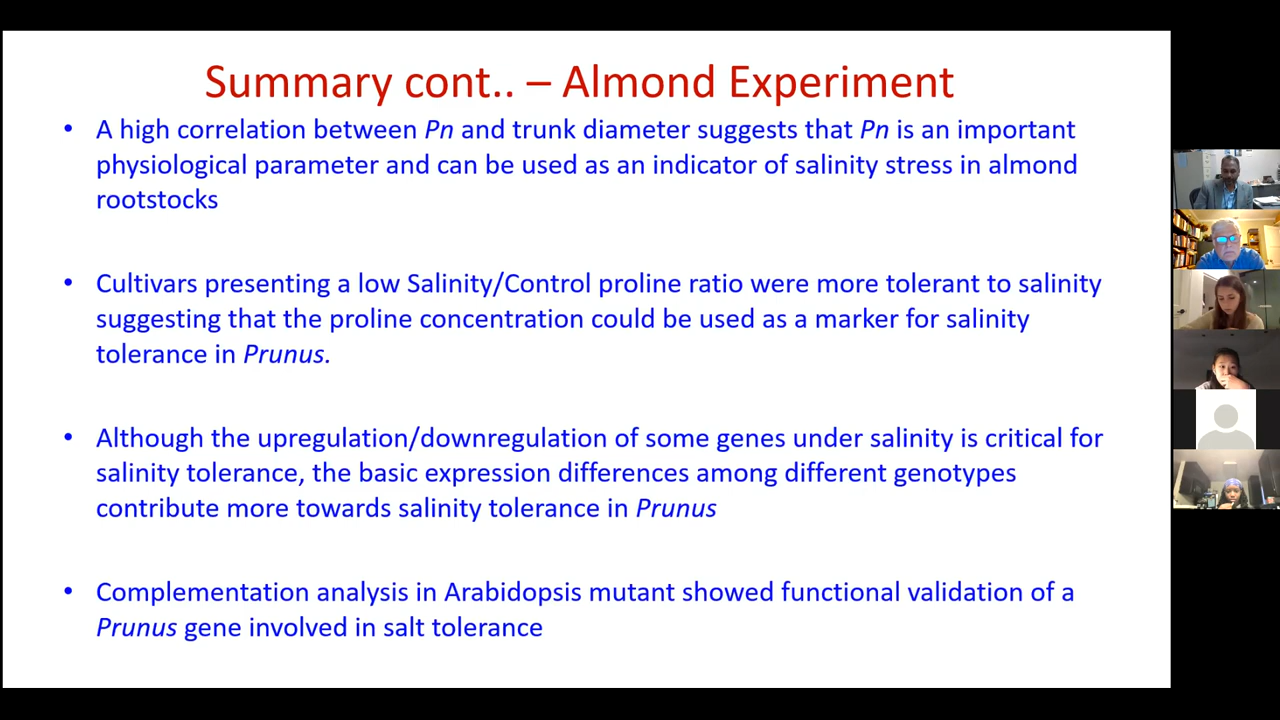 Summary cont.. – Almond Experiment
• A high correlation between Pn and trunk diameter suggests that Pn is an important
physiological parameter and can be used as an indicator of salinity stress in almond
rootstocks
• Cultivars presenting a low Salinity/Control proline ratio were more tolerant to salinity
suggesting that the proline concentration could be used as a marker for salinity
tolerance in Prunus.
• Although the upregulation/downregulation of some genes under salinity is critical for
salinity tolerance, the basic expression differences among different genotypes
contribute more towards salinity tolerance in Prunus
• Complementation analysis in Arabidopsis mutant showed functional validation of a
Prunus gene involved in salt tolerance